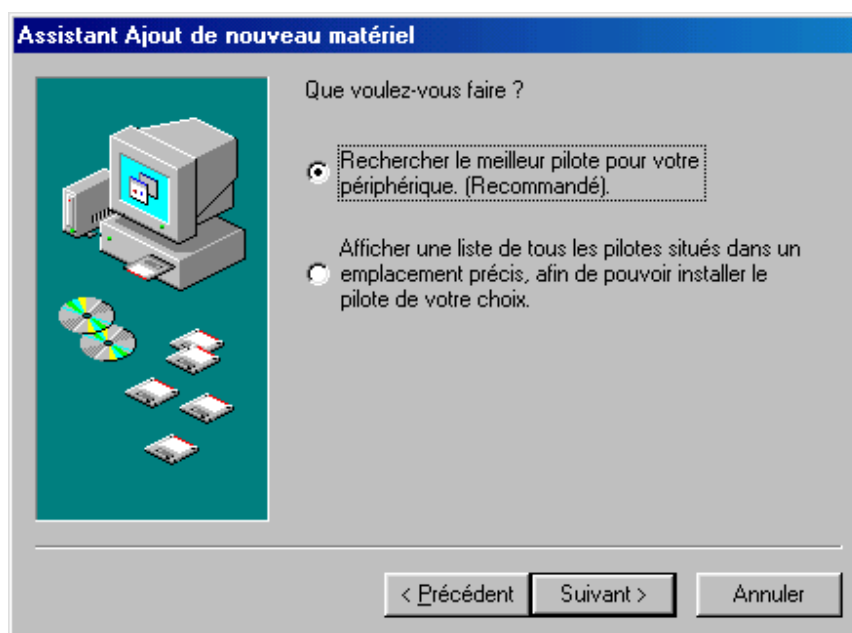 Assistant Ajout de nouveau matériel
Que voulez-vous faire ?
Rechercher le meilleur pilote pour votre
périphérique. (Recommandé).
Afficher une liste de tous les pilotes situés dans un
emplacement précis, afin de pouvoir installer le
pilote de votre choix.
< Précédent
Suivant >
Annuler